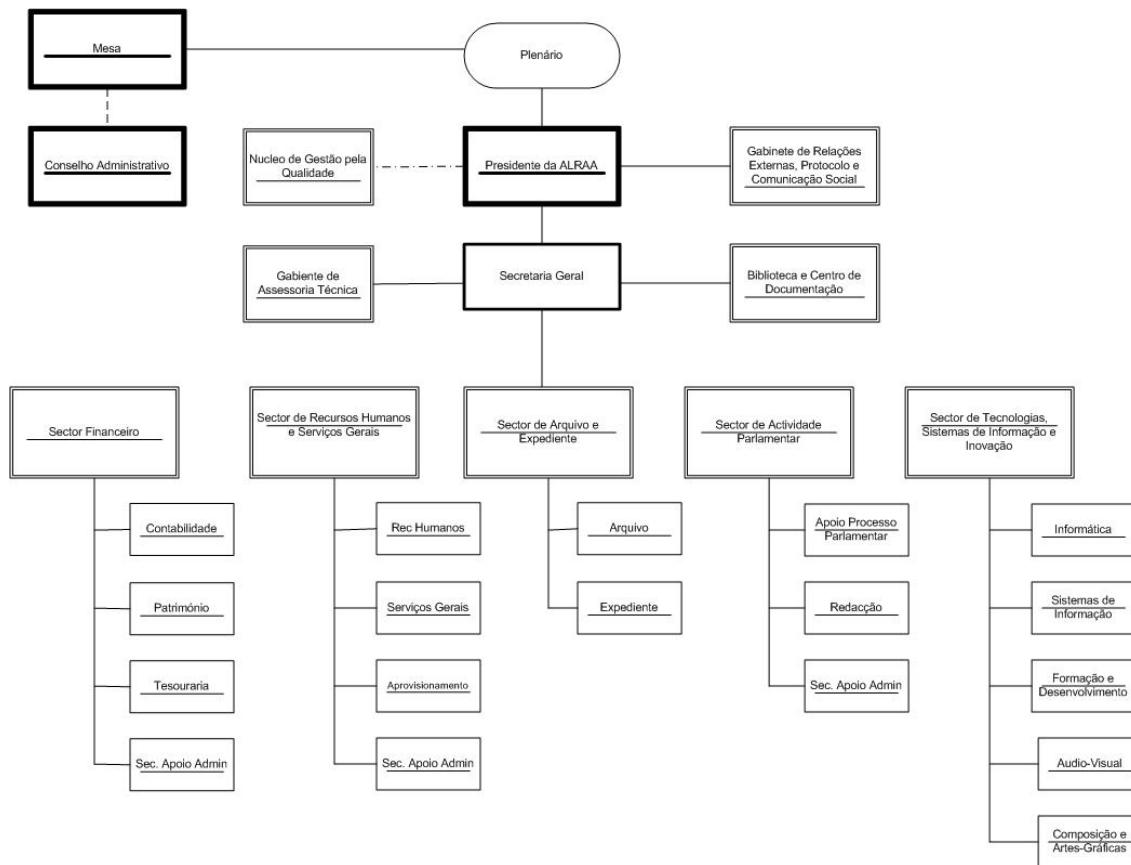 Mesa
Plenário
Conselho Administrativo
Nucleo de Gestão pela
Qualidade
Presidente da ALRAA
Gabinete de Relações
Externas, Protocolo e
Comunicação Social
Gabiente de
Assessoria Técnica
Secretaria Geral
Biblioteca e Centro de
Documentação
Sector Financeiro
Sector de Recursos Humanos
e Serviços Gerais
Sector de Arquivo e
Expediente
Sector de Actividade
Parlamentar
Sector de Tecnologias,
Sistemas de Informação e
Inovação
Contabilidade
Património
Tesouraria
Sec. Apoio Admin
Rec Humanos
Serviços Gerais
Aprovisionamento
Sec. Apoio Admin
Arquivo
Expediente
Apoio Processo
Parlamentar
Redacção
Sec. Apoio Admin
Informática
Sistemas de
Informação
Formação e
Desenvolvimento
Audio-Visual
Composição e
Artes-Gráficas